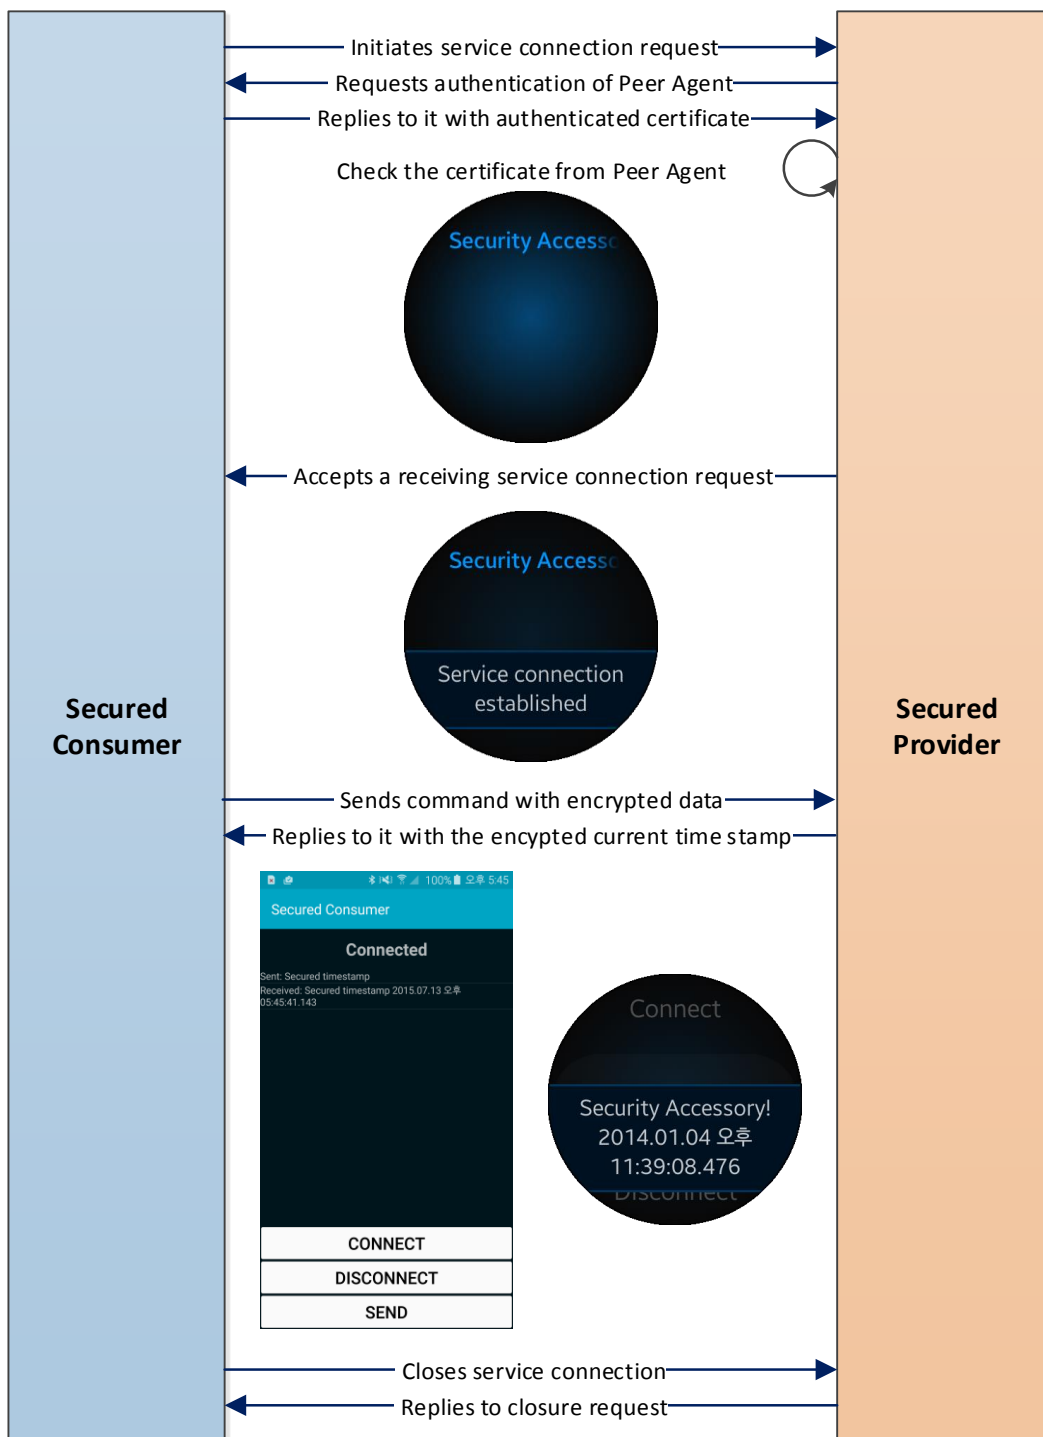 Initiates service connection request
Requests authentication of Peer Agent
Replies to it with authenticated certificate
Check the certificate from Peer Agent
Security Accesso
Accepts a receiving service connection request
Security Accesso
Service connection
established
Secured
Consumer
Secured
Provider
Sends command with encrypted data
Replies to it with the encypted current time stamp
100% 오후 5:45
Secured Consumer
Connected
Sent: Secured timestamp
Received: Secured timestamp 2015.07.13 오후
05:45:41.143
CONNECT
DISCONNECT
SEND
Connect
Security Accessory!
2014.01.04 오후
11:39:08.476
Disconnect
Closes service connection
Replies to closure request